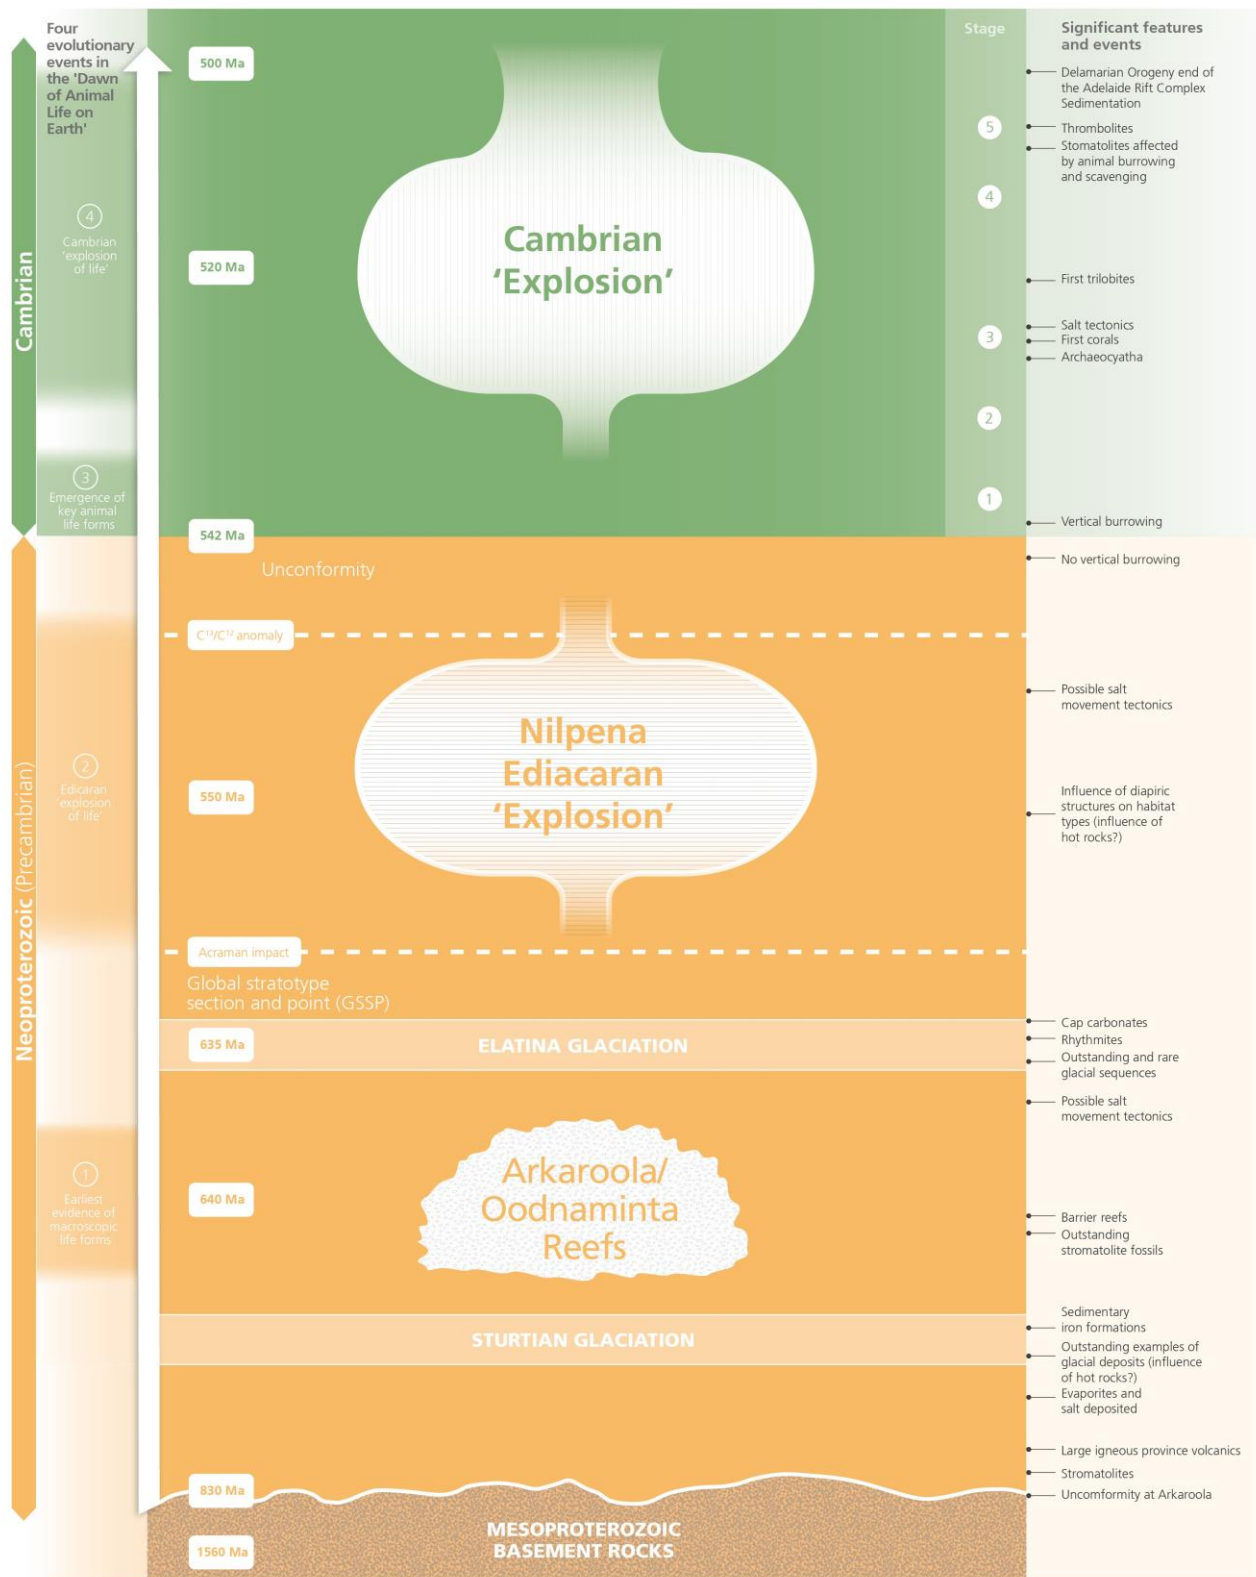 Four
evolutionary
events in
the 'Dawn
of Animal
Life on
Earth'
Cambrian
4
Cambrian
'explosion
of life'
3
Emergence of
key animal
life forms
Neoproterozoic (Precambrian)
2
Edicaran
'explosion
of life'
1
Earliest
evidence of
macroscopic
life forms
500 Ma
520 Ma
Cambrian
'Explosion'
542 Ma
Unconformity
C¹³/C¹² anomaly
Nilpena
Ediacaran
'Explosion'
550 Ma
Acraman impact
Global stratotype
section and point (GSSP)
635 Ma
ELATINA GLACIATION
640 Ma
Arkaroola/
Oodnaminta
Reefs
STURTIAN GLACIATION
830 Ma
MESOPROTEROZOIC
BASEMENT ROCKS
1560 Ma
Stage
5
4
3
2
1
Significant features
and events
Delamarian Orogeny end of
the Adelaide Rift Complex
Sedimentation
Thrombolites
Stomatolites affected
by animal burrowing
and scavenging
First trilobites
Salt tectonics
First corals
Archaeocyatha
Vertical burrowing
No vertical burrowing
Possible salt
movement tectonics
Influence of diapiric
structures on habitat
types (influence of
hot rocks?)
Cap carbonates
Rhythmites
Outstanding and rare
glacial sequences
Possible salt
movement tectonics
Barrier reefs
Outstanding
stromatolite fossils
Sedimentary
iron formations
Outstanding examples of
glacial deposits (influence
of hot rocks?)
Evaporites and
salt deposited
Large igneous province volcanics
Stromatolites
Uncomformity at Arkaroola